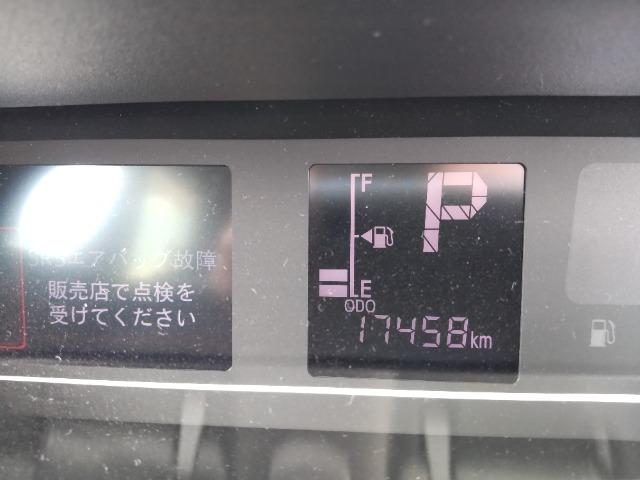 SRSエアバッグ故障
販売店で点検を
受けてください
F
P
E
ODO
17458km